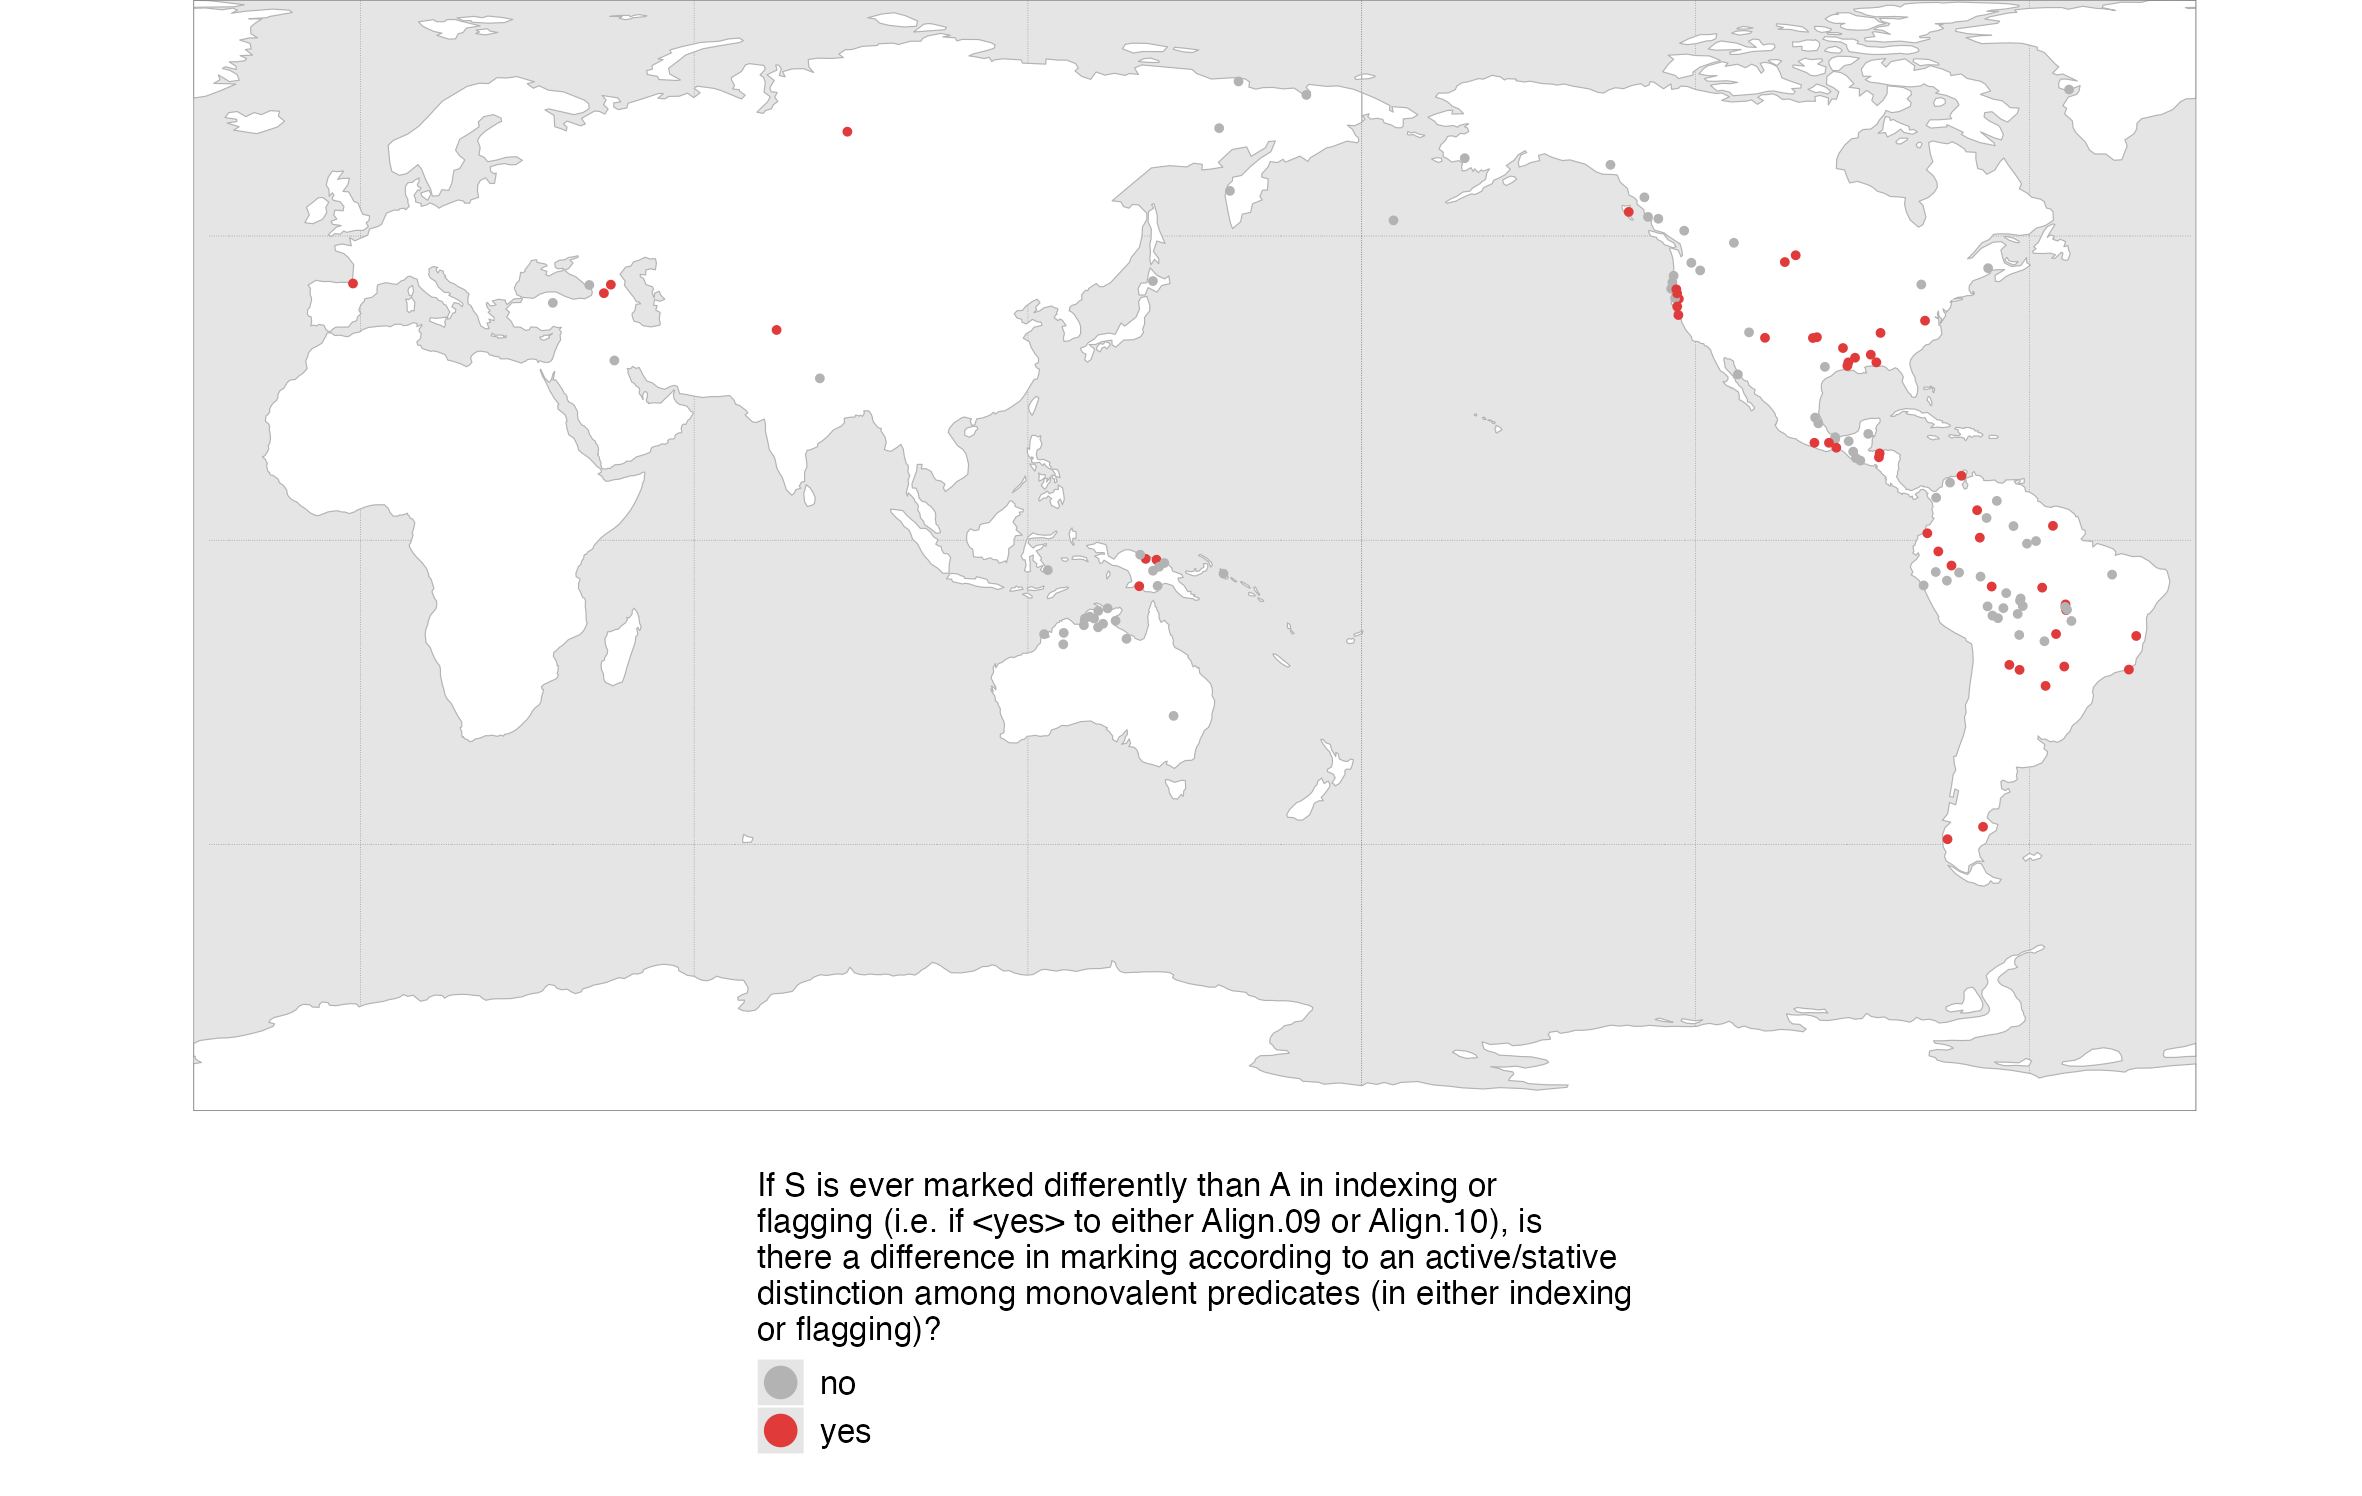 If S is ever marked differently than A in indexing or
flagging (i.e. if <yes> to either Align.09 or Align.10), is
there a difference in marking according to an active/stative
distinction among monovalent predicates (in either indexing
or flagging)?
no
yes